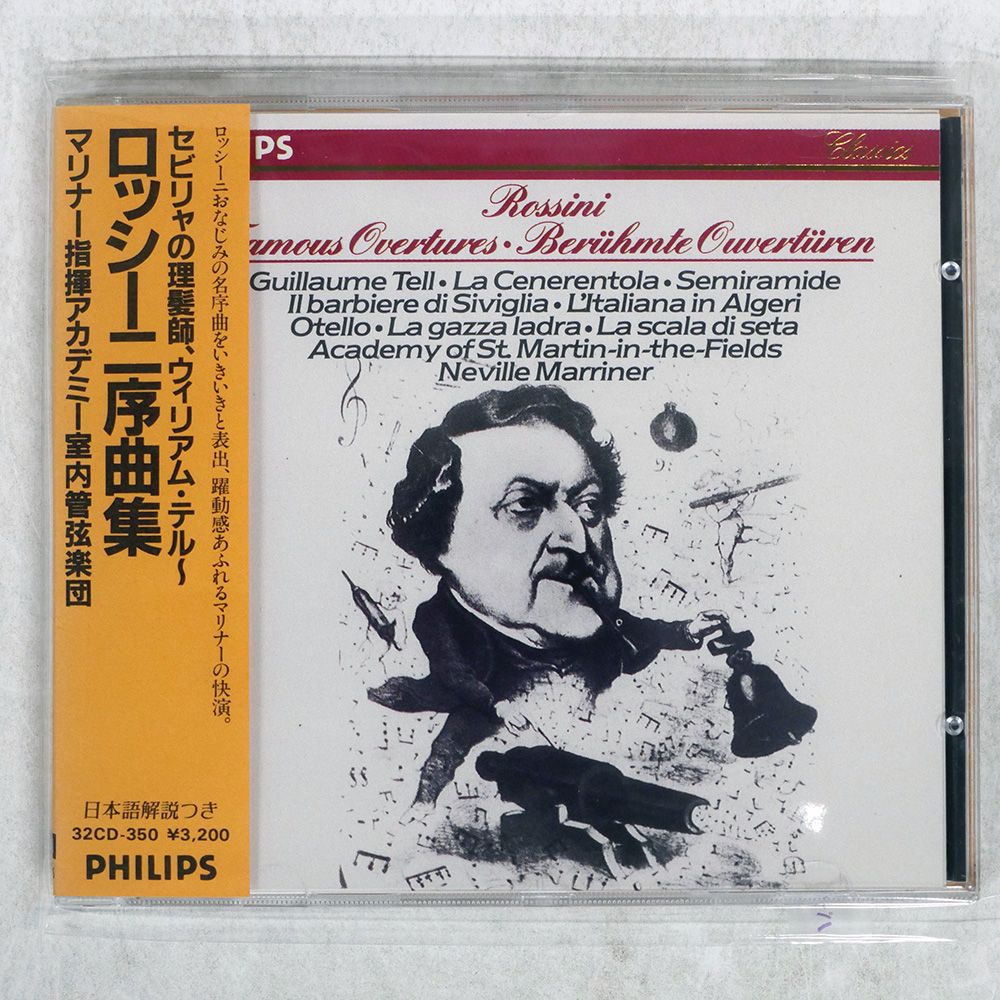 ロッシーニおなじみの名序曲をいきいきと表出、躍動感あふれるマリナーの快演。
セビリャの理髪師、ウィリアム・テル〜
ロッシーニ序曲集
マリナー指揮アカデミー室内管弦楽団
日本語解説つき
32CD-350 ¥3,200
PHILIPS
PS
Classics
Rossini
Famous Overtures · Berühmte Ouvertüren
Guillaume Tell · La Cenerentola · Semiramide
Il barbiere di Siviglia · L'Italiana in Algeri
Otello · La gazza ladra · La scala di seta
Academy of St. Martin-in-the-Fields
Neville Marriner